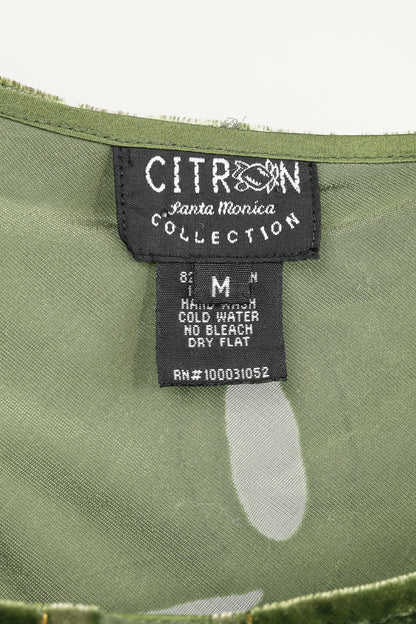 CITRON
Santa Monica
COLLECTION
M
HAND WASH
COLD WATER
NO BLEACH
DRY FLAT
RN#100031052